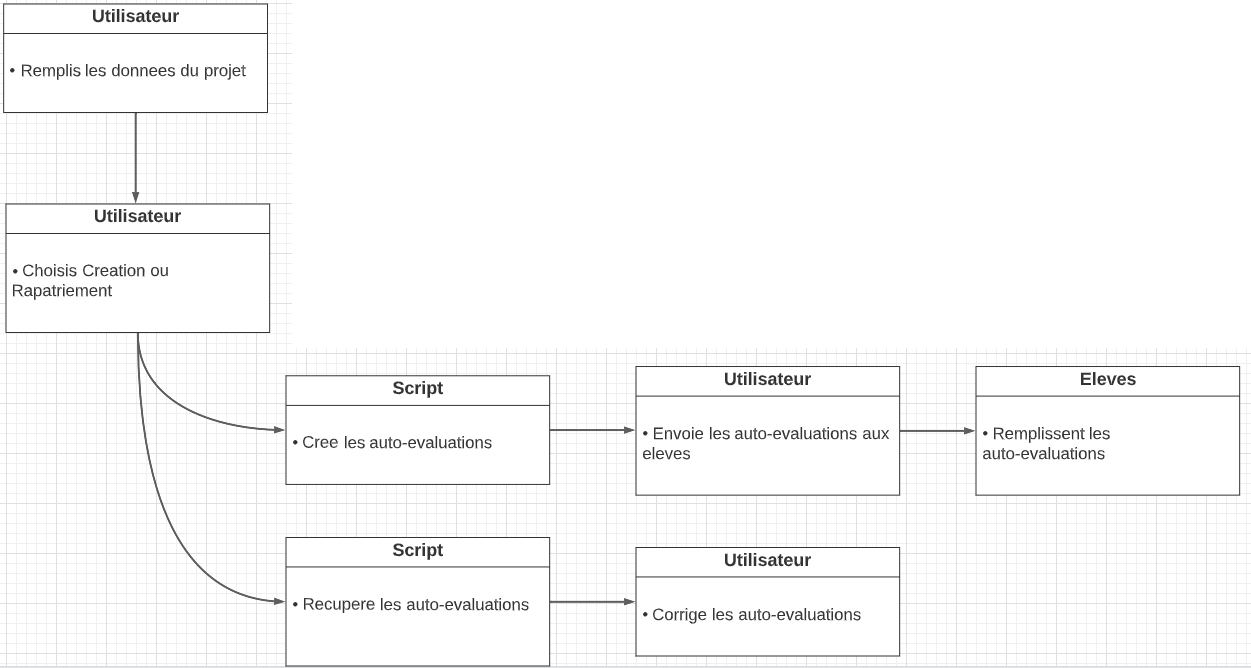 Utilisateur
• Remplis les donnees du projet
Utilisateur
• Choisis Creation ou
Rapatriement
Script
• Cree les auto-evaluations
Utilisateur
• Envoie les auto-evaluations aux
eleves
Eleves
• Remplissent les
auto-evaluations
Script
• Recupere les auto-evaluations
Utilisateur
• Corrige les auto-evaluations